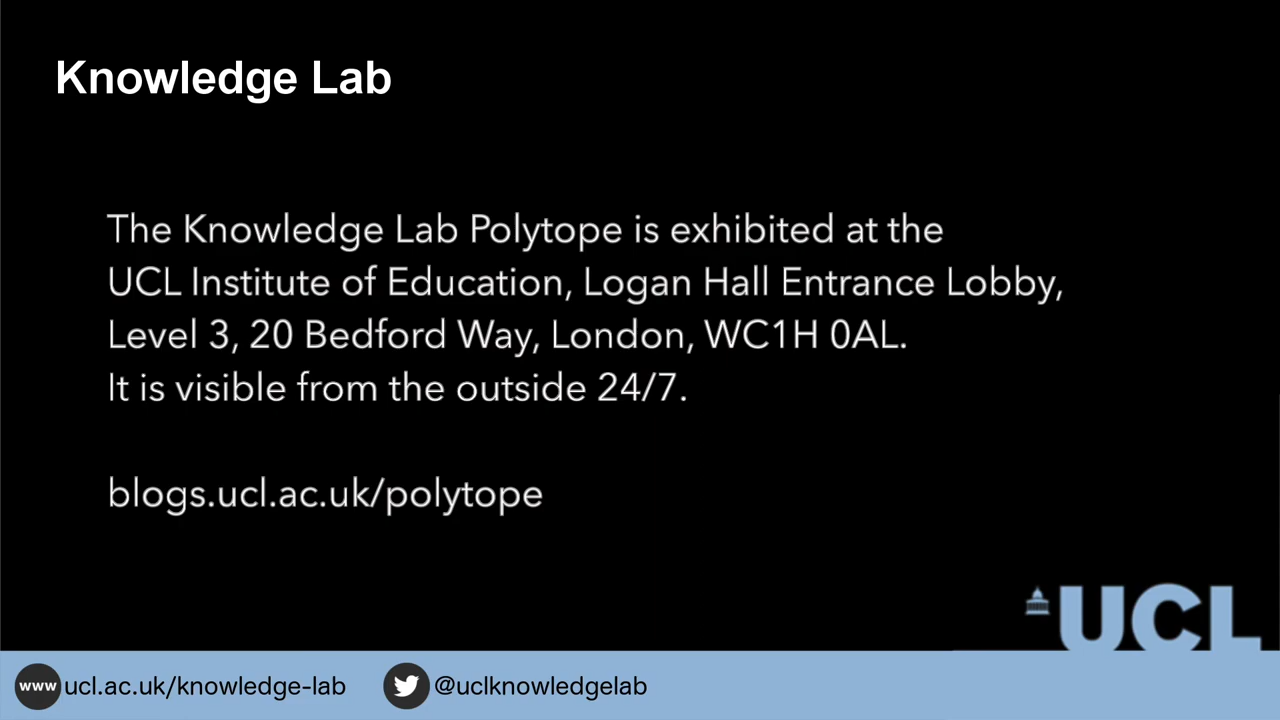 Knowledge Lab
The Knowledge Lab Polytope is exhibited at the
UCL Institute of Education, Logan Hall Entrance Lobby,
Level 3, 20 Bedford Way, London, WC1H 0AL.
It is visible from the outside 24/7.
blogs.ucl.ac.uk/polytope
UCL
www ucl.ac.uk/knowledge-lab @uclknowledgelab